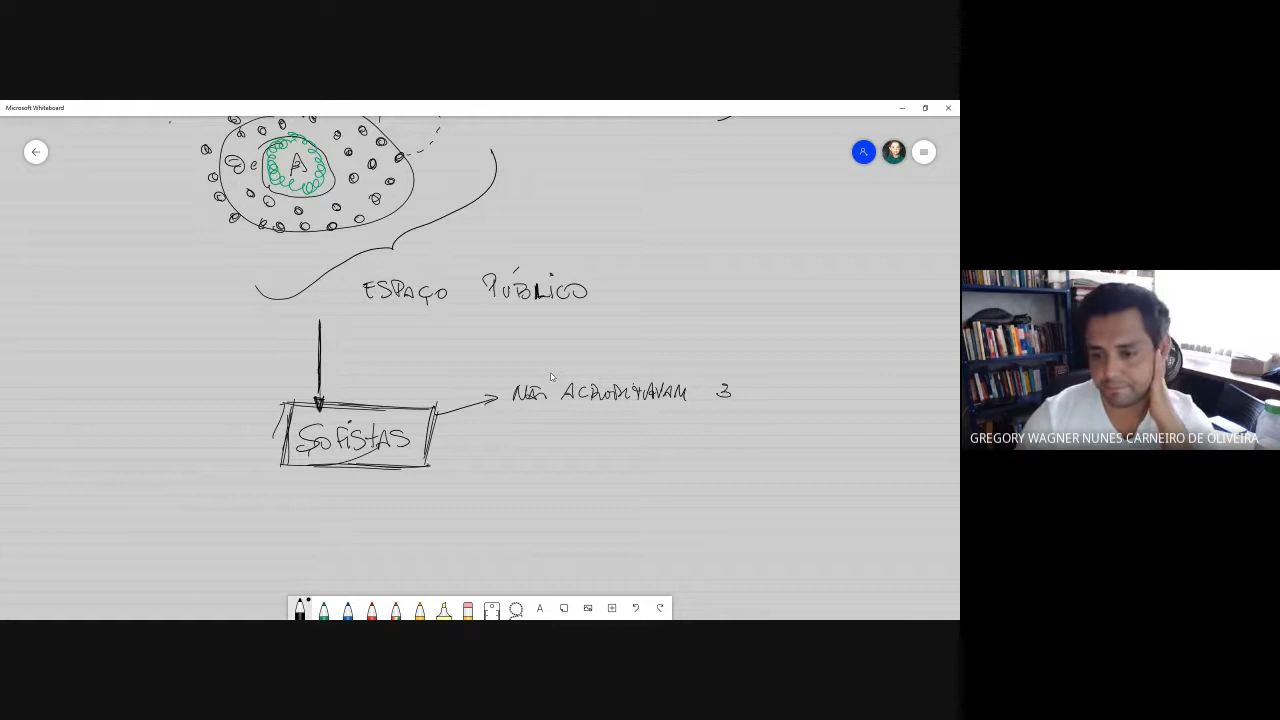 Microsoft Whiteboard
A
ESPAÇO PÚBLICO
NÃO ACREDITAVAM 3
SOFISTAS
GREGORY WAGNER NUNES CARNEIRO DE OLIVEIRA
A